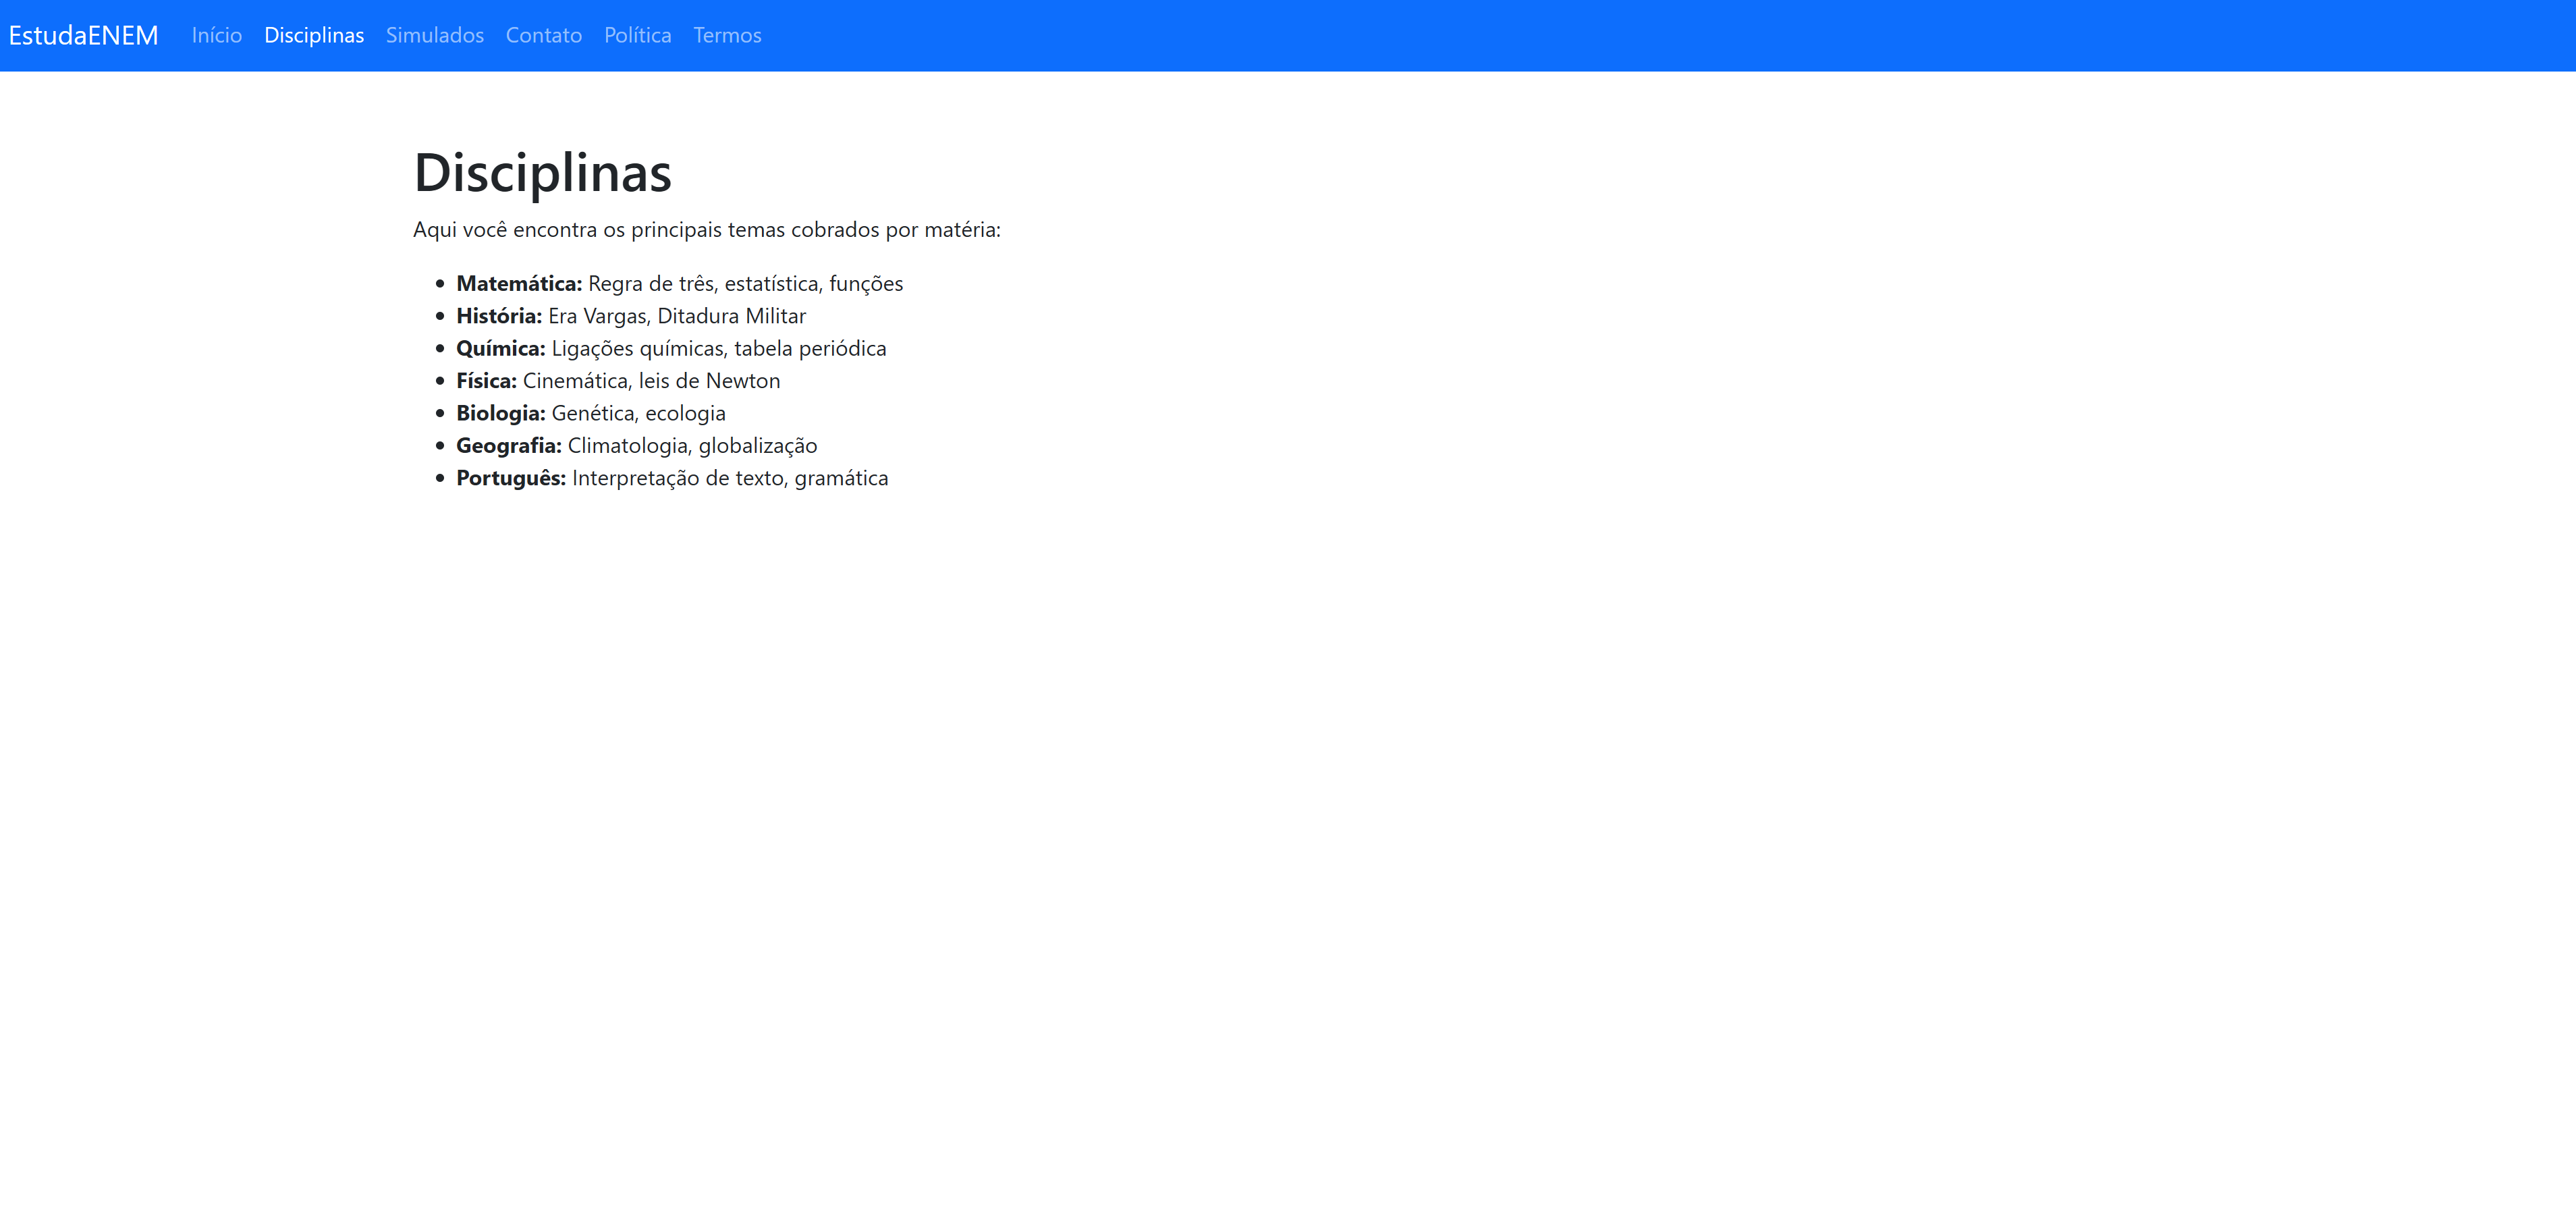 EstudaENEM Início Disciplinas Simulados Contato Política Termos
Disciplinas
Aqui você encontra os principais temas cobrados por matéria:
Matemática: Regra de três, estatística, funções
História: Era Vargas, Ditadura Militar
Química: Ligações químicas, tabela periódica
Física: Cinemática, leis de Newton
Biologia: Genética, ecologia
Geografia: Climatologia, globalização
Português: Interpretação de texto, gramática